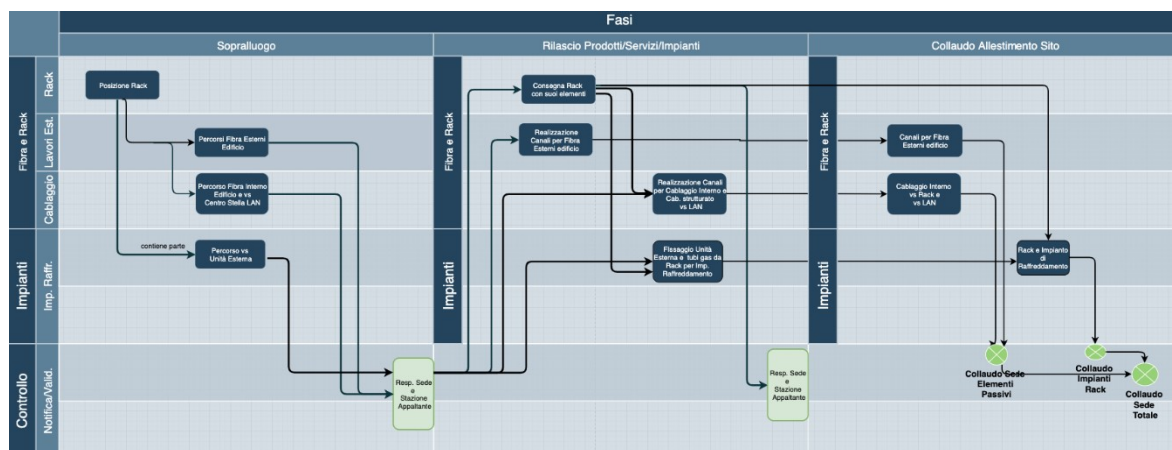 Fasi
Sopralluogo
Rilascio Prodotti/Servizi/Impianti
Collaudo Allestimento Sito
Fibra e Rack
Rack
Posizione Rack
Fibra e Rack
Consegna Rack
con suoi elementi
Fibra e Rack
Lavori Est.
Percorsi Fibra Esterni
Edificio
Realizzazione
Canali per Fibra
Esterni edificio
Canali per Fibra
Esterni edificio
Cablaggio
Percorso Fibra Interno
Edificio e vs
Centro Stella LAN
Realizzazione Canali
per Cablaggio Interno e
Cab. strutturato
vs LAN
Cablaggio Interno
vs Rack e
vs LAN
Impianti
Imp. Raffr.
contiene parte
Percorso vs
Unità Esterna
Impianti
Fissaggio Unità
Esterna e tubi gas da
Rack per Imp.
Raffreddamento
Impianti
Rack e Impianto
di
Raffreddamento
Controllo
Notifica/Valid.
Resp. Sede
e
Stazione
Appaltante
Resp. Sede
e
Stazione
Appaltante
Collaudo Sede
Elementi
Passivi
Collaudo
Impianti
Rack
Collaudo
Sede
Totale